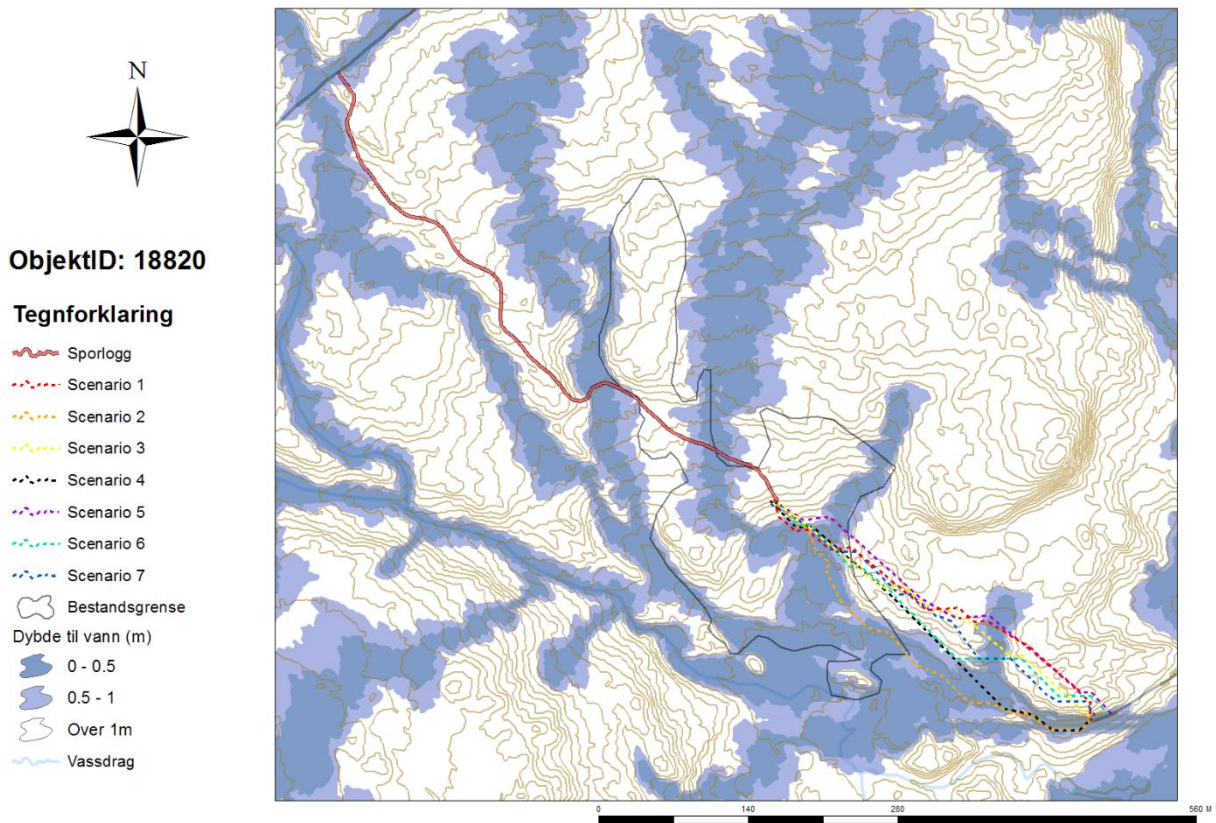 N
ObjektID: 18820
Tegnforklaring
Sporlogg
Scenario 1
Scenario 2
Scenario 3
Scenario 4
Scenario 5
Scenario 6
Scenario 7
Bestandsgrense
Dybde til vann (m)
0 - 0.5
0.5 - 1
Over 1m
Vassdrag
0 140 280 560 M